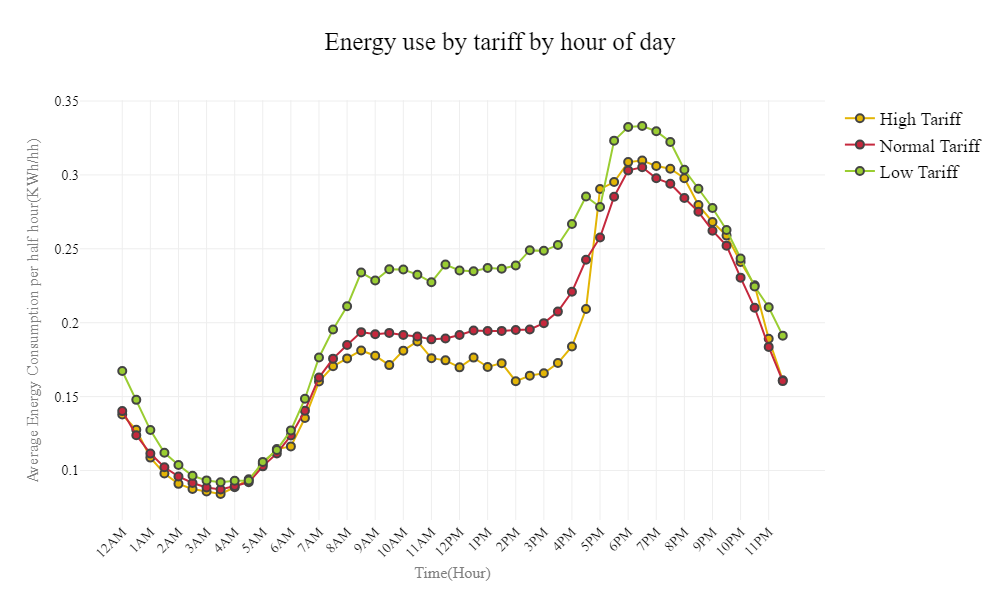 Energy use by tariff by hour of day
High Tariff
Normal Tariff
Low Tariff
Average Energy Consumption per half hour(KWh/hh)
0.35
0.3
0.25
0.2
0.15
0.1
12AM 1AM 2AM 3AM 4AM 5AM 6AM 7AM 8AM 9AM 10AM 11AM 12PM 1PM 2PM 3PM 4PM 5PM 6PM 7PM 8PM 9PM 10PM 11PM
Time(Hour)